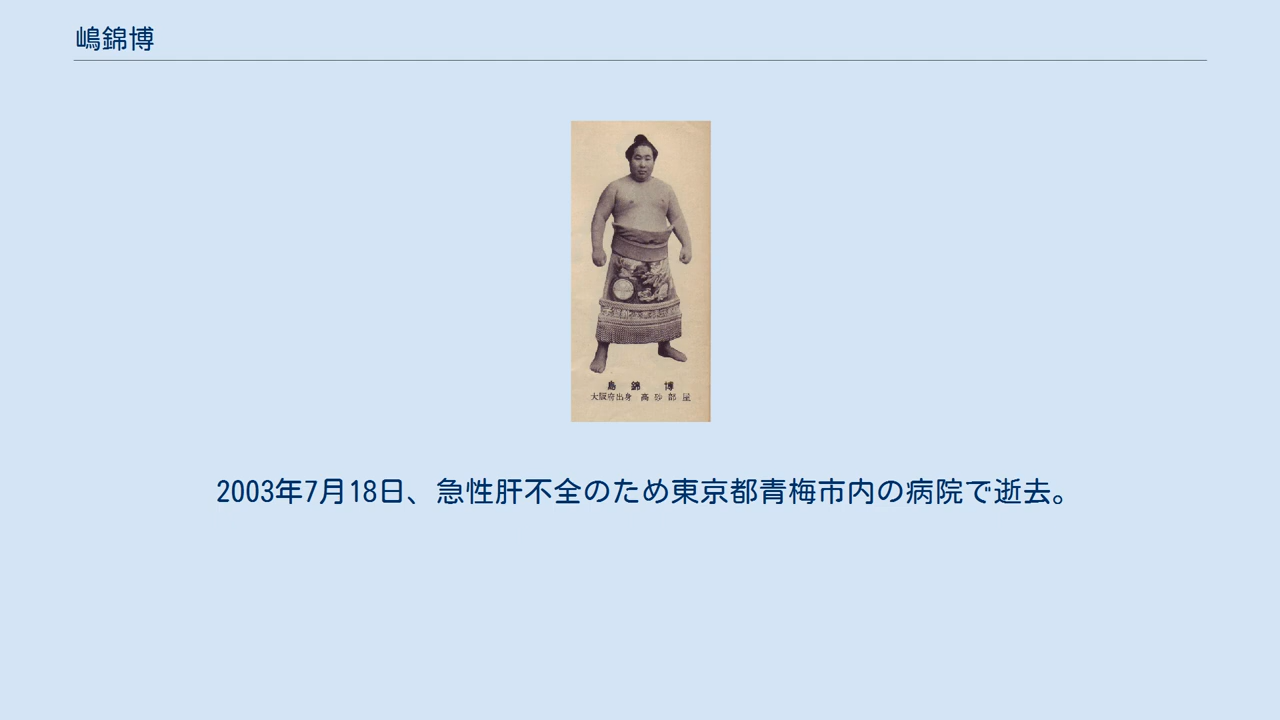 嶋錦博
島錦 博
大阪府出身 高砂部屋
2003年7月18日、急性肝不全のため東京都青梅市内の病院で逝去。